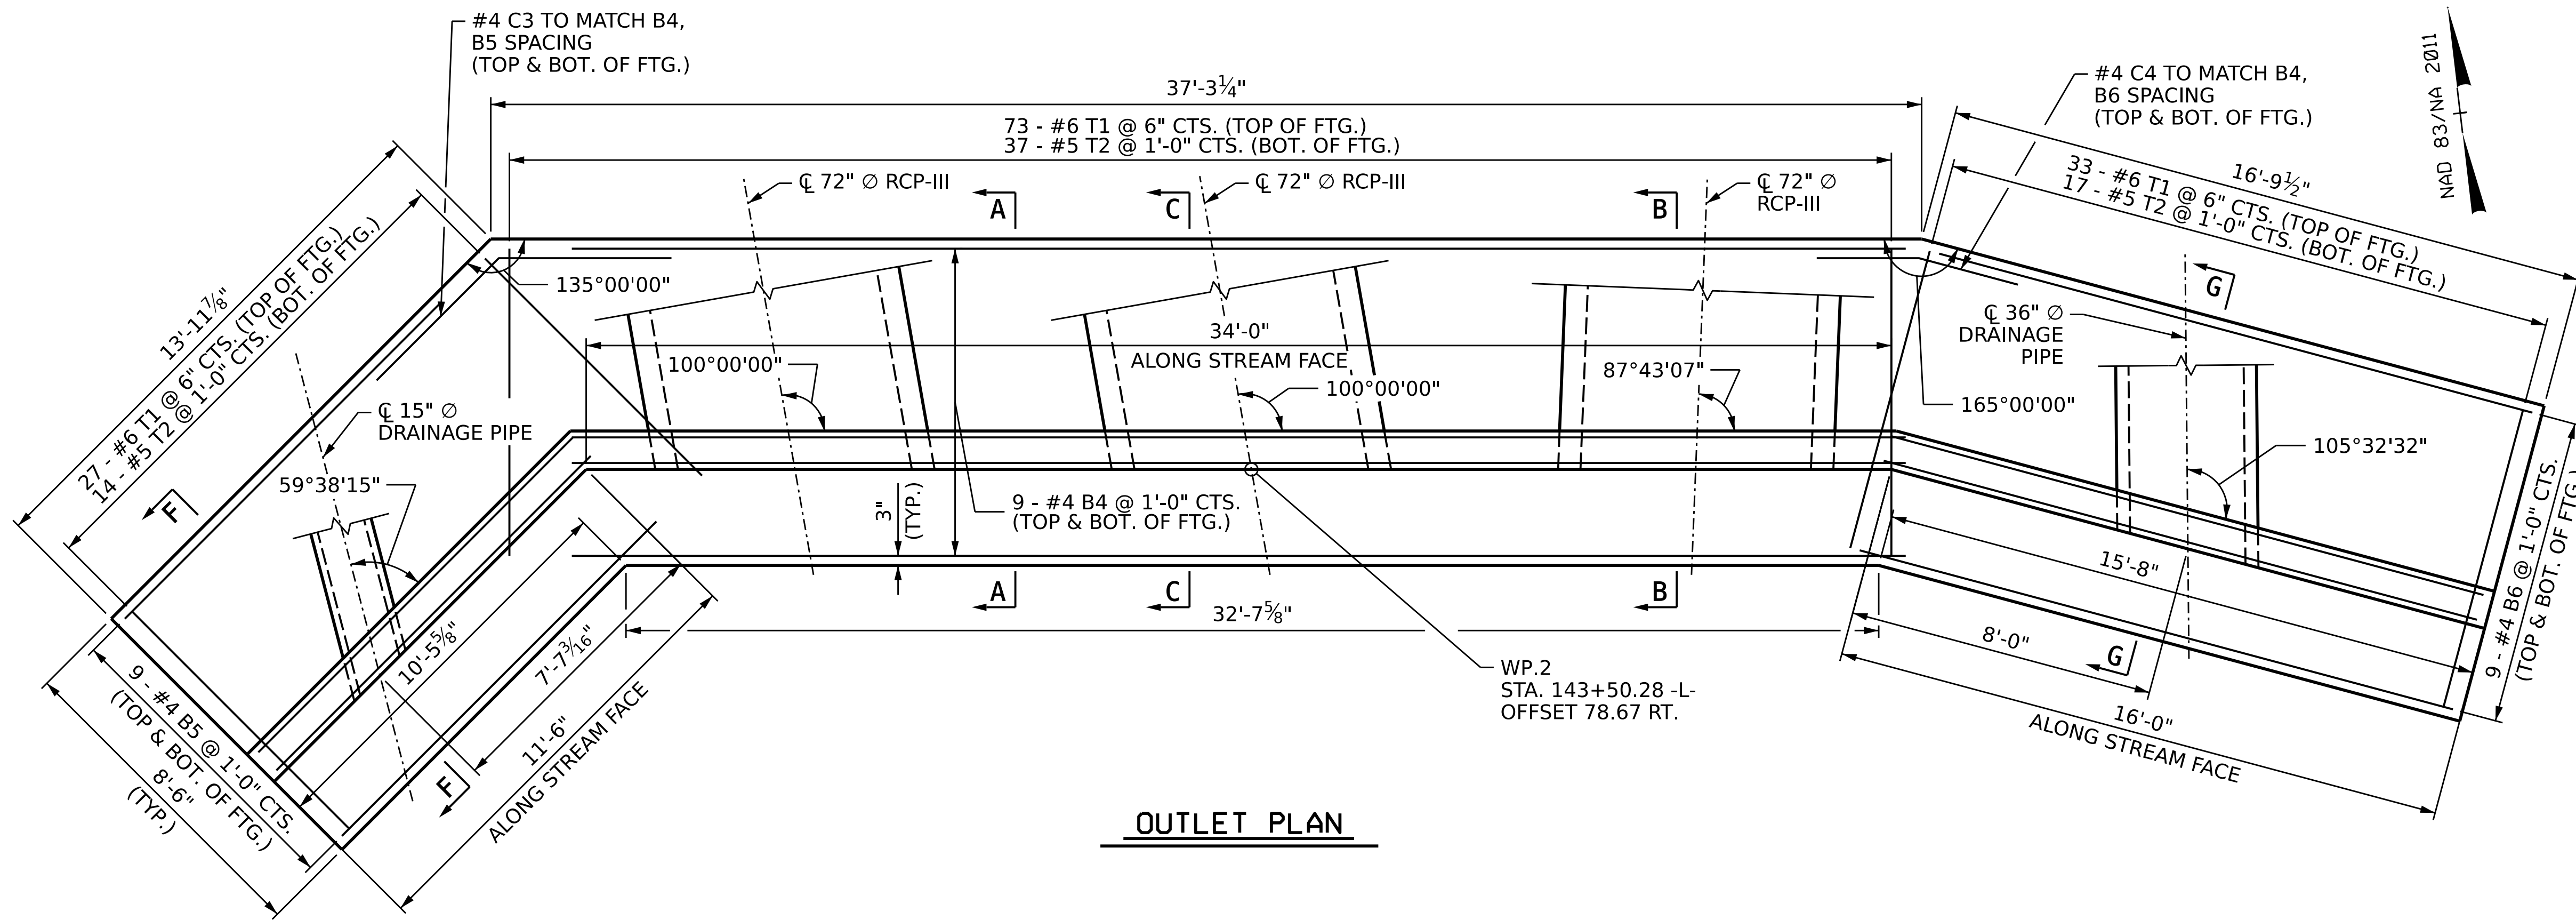 #4 C3 TO MATCH B4,
B5 SPACING
(TOP & BOT. OF FTG.)
37'-3¼"
73 - #6 T1 @ 6" CTS. (TOP OF FTG.)
37 - #5 T2 @ 1'-0" CTS. (BOT. OF FTG.)
#4 C4 TO MATCH B4,
B6 SPACING
(TOP & BOT. OF FTG.)
NAD 83/NA 2011
16'-9½"
33 - #6 T1 @ 6" CTS. (TOP OF FTG.)
17 - #5 T2 @ 1'-0" CTS. (BOT. OF FTG.)
13'-11⅞"
27 - #6 T1 @ 6" CTS. (TOP OF FTG.)
14 - #5 T2 @ 1'-0" CTS. (BOT. OF FTG.)
℄ 72" ∅ RCP-III
A
C
℄ 72" ∅ RCP-III
B
℄ 72" ∅
RCP-III
G
135°00'00"
℄ 36" ∅
DRAINAGE
PIPE
34'-0"
ALONG STREAM FACE
100°00'00"
100°00'00"
87°43'07"
165°00'00"
℄ 15" ∅
DRAINAGE PIPE
105°32'32"
59°38'15"
F
3"
(TYP.)
9 - #4 B4 @ 1'-0" CTS.
(TOP & BOT. OF FTG.)
15'-8"
9 - #4 B6 @ 1'-0" CTS.
(TOP & BOT. OF FTG.)
A
C
B
32'-7⅝"
8'-0"
G
10'-5⅝"
7'-7³⁄₁₆"
WP.2
STA. 143+50.28 -L-
OFFSET 78.67 RT.
16'-0"
ALONG STREAM FACE
9 - #4 B5 @ 1'-0" CTS.
(TOP & BOT. OF FTG.)
8'-6"
(TYP.)
F
11'-6"
ALONG STREAM FACE
OUTLET PLAN